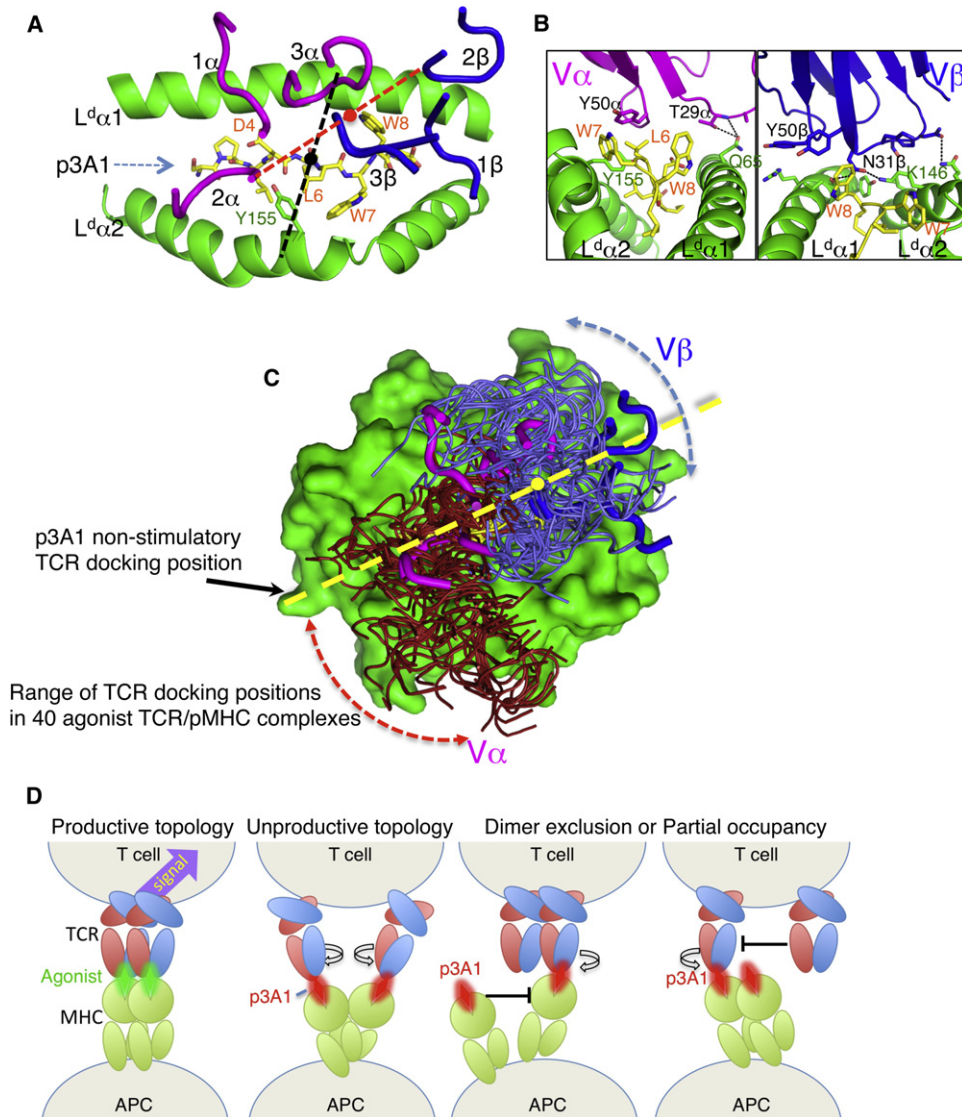 A
1α
3α
2β
L^dα1
D4
W8
p3A1
1β
2α
L6
3β
Y155
W7
L^dα2
B
Vα
Vβ
Y50α
T29α
W7
L6
Y50β
Q65
N31β
Y155
K146
W8
W8
W7
L^dα2
L^dα1
L^dα1
L^dα2
C
Vβ
p3A1 non-stimulatory
TCR docking position
Range of TCR docking positions
in 40 agonist TCR/pMHC complexes
Vα
D
Productive topology
Unproductive topology
Dimer exclusion or Partial occupancy
T cell
T cell
T cell
T cell
signal
TCR
Agonist
p3A1
p3A1
p3A1
MHC
APC
APC
APC
APC